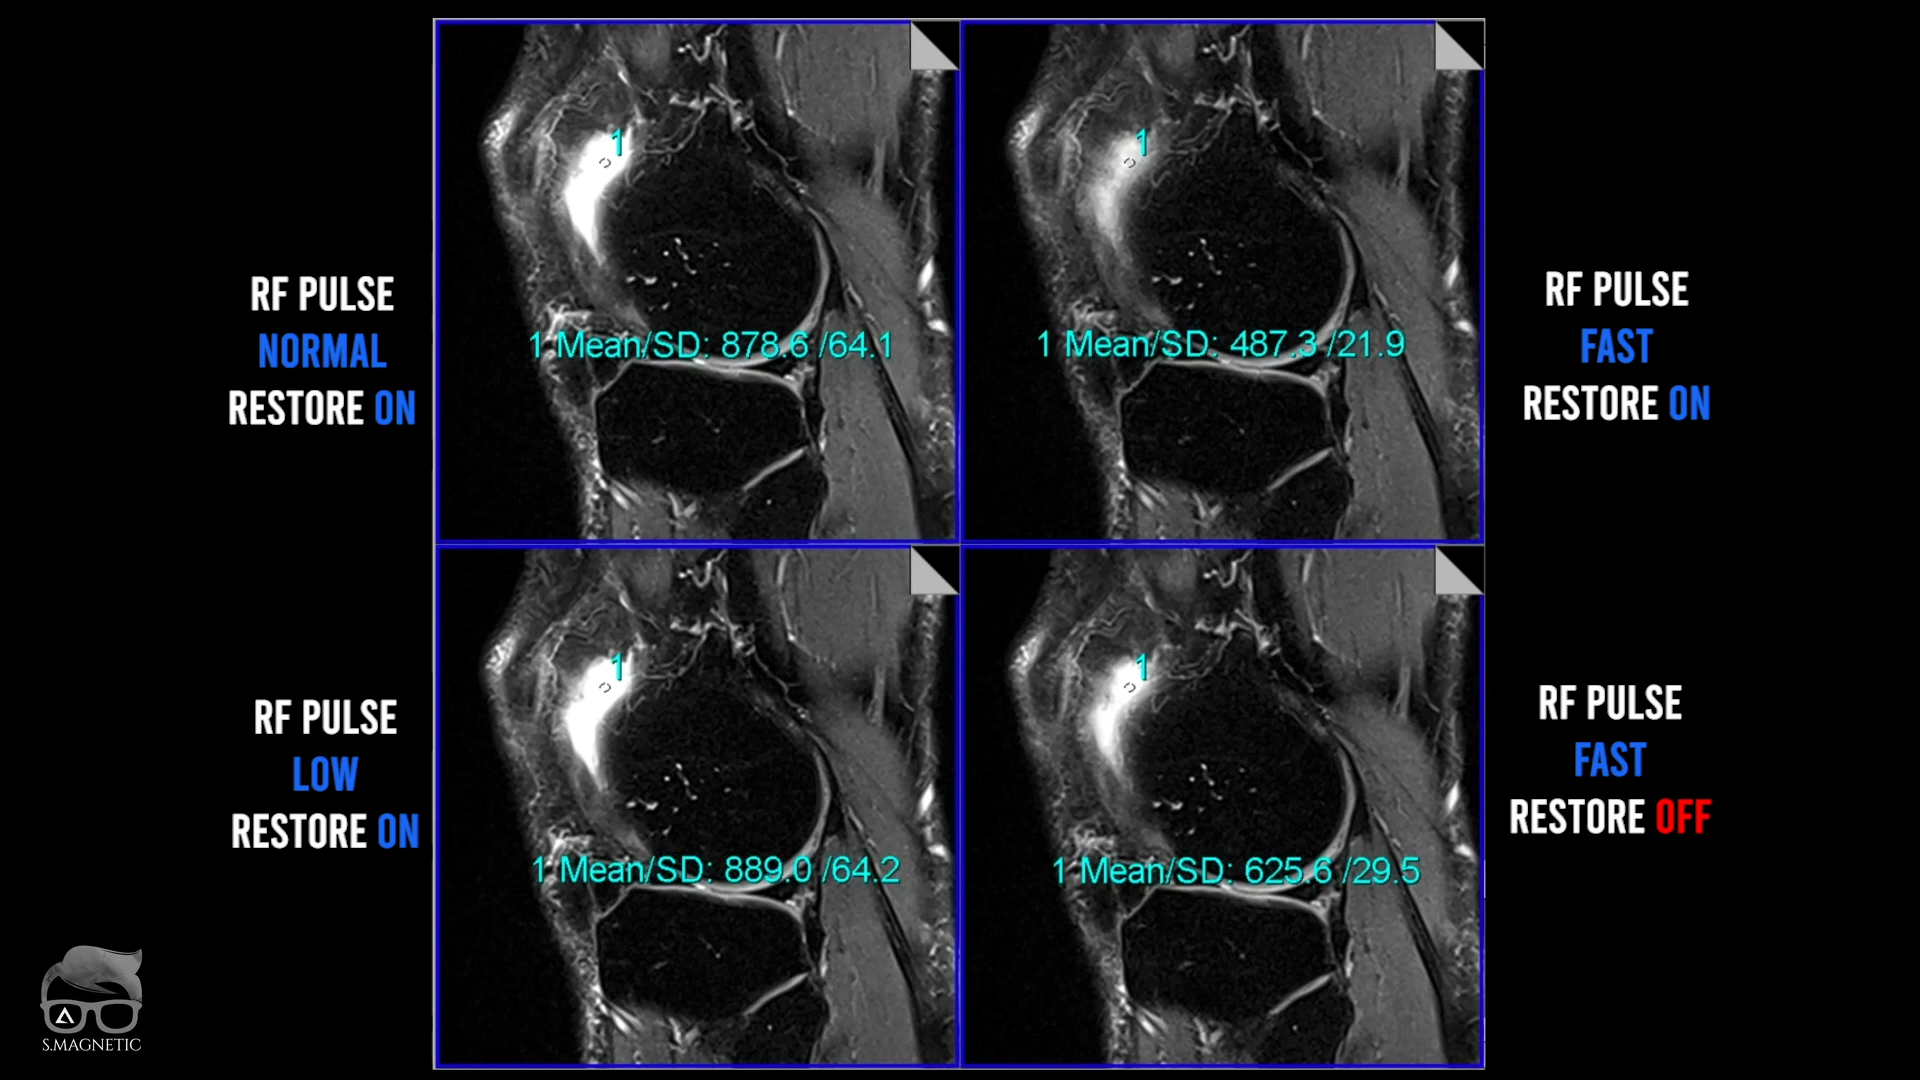 RF PULSE
NORMAL
RESTORE ON
1
1 Mean/SD: 878.6 /64.1
1
1 Mean/SD: 487.3 /21.9
RF PULSE
FAST
RESTORE ON
RF PULSE
LOW
RESTORE ON
1
1 Mean/SD: 889.0 /64.2
1
1 Mean/SD: 625.6 /29.5
RF PULSE
FAST
RESTORE OFF
S.MAGNETIC